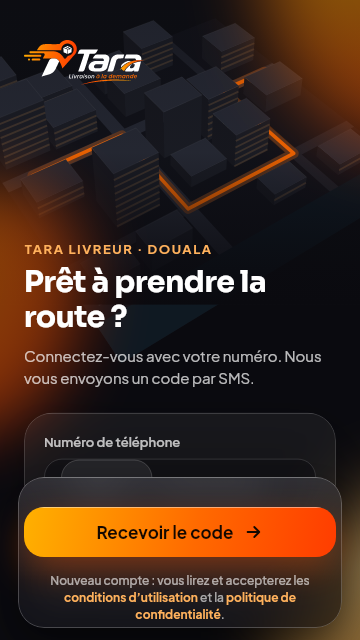 Tara
Livraison à la demande
TARA LIVREUR · DOUALA
Prêt à prendre la
route ?
Connectez-vous avec votre numéro. Nous
vous envoyons un code par SMS.
Numéro de téléphone
Recevoir le code →
Nouveau compte : vous lirez et accepterez les
conditions d’utilisation et la politique de
confidentialité.